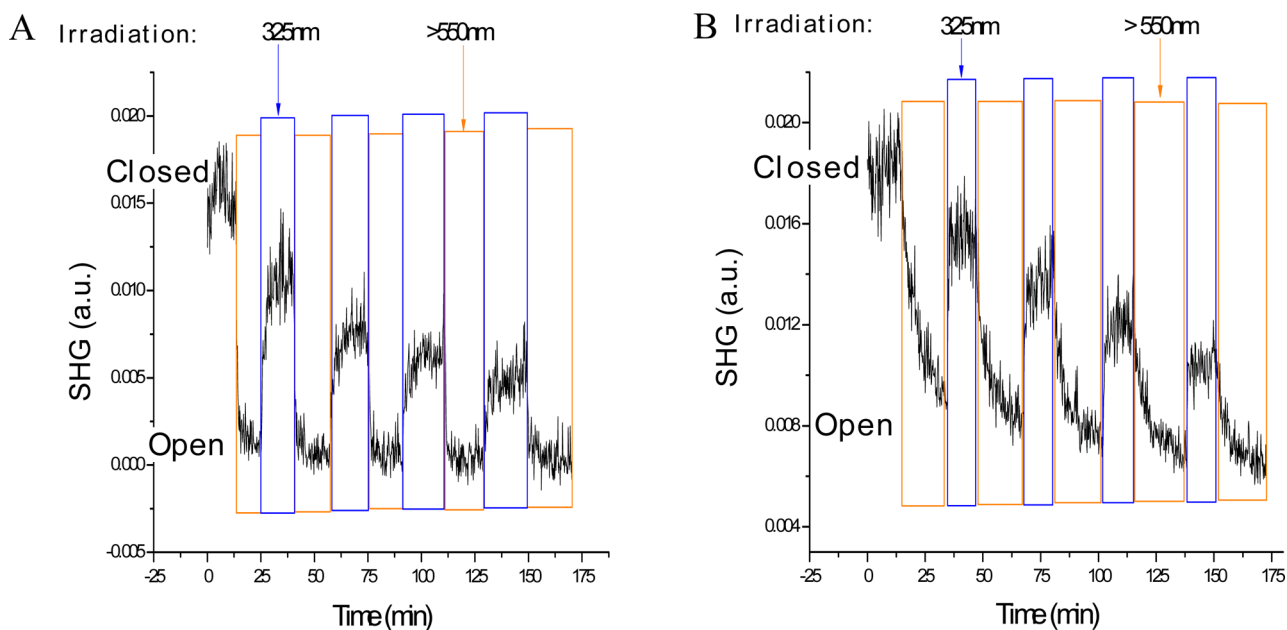 A Irradiation: 325nm >550nm
0.020
Closed
0.015
0.010
SHG (a.u.)
0.005
Open
0.000
-0.005
-25 0 25 50 75 100 125 150 175
Time (min)
B Irradiation: 325nm >550nm
0.020
Closed
0.016
SHG (a.u.)
0.012
0.008
Open
0.004
-25 0 25 50 75 100 125 150 175
Time (min)